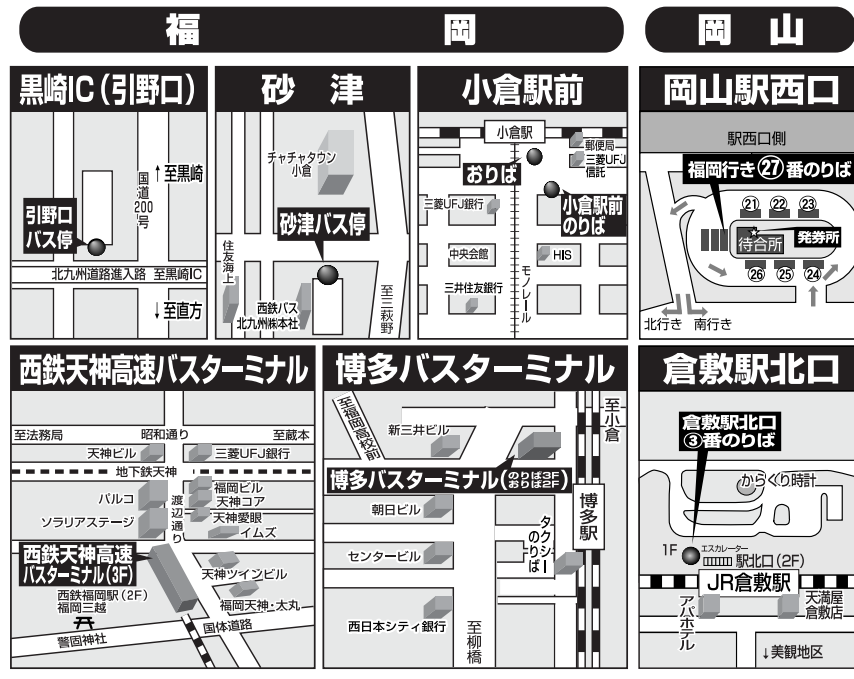 福岡
岡山
黒崎IC(引野口)
至黒崎
国道200号
引野口
バス停
北九州道路進入路 至黒崎IC
至直方
砂津
チャチャタウン
小倉
砂津バス停
住友海上
西鉄バス
北九州㈱本社
至三萩野
小倉駅前
小倉駅
郵便局
三菱UFJ
信託
おりば
三菱UFJ銀行
小倉駅前
のりば
中央会館
HIS
三井住友銀行
モノレール
岡山駅西口
駅西口側
福岡行き㉗番のりば
㉑ ㉒ ㉓
待合所
発券所
㉖ ㉕ ㉔
北行き 南行き
西鉄天神高速バスターミナル
至法務局 昭和通り 至蔵本
天神ビル
三菱UFJ銀行
地下鉄天神
パルコ
渡辺通り
福岡ビル
天神コア
ソラリアステージ
天神愛眼
イムズ
西鉄天神高速
バスターミナル(3F)
天神ツインビル
西鉄福岡駅(2F)
福岡三越
福岡天神・大丸
警固神社
国体道路
博多バスターミナル
至福岡高校前
新三井ビル
至小倉
博多バスターミナル(のりば3F
おりば2F)
朝日ビル
博多駅
タクシー
のりば
センタービル
西日本シティ銀行
至柳橋
倉敷駅北口
倉敷駅北口
③番のりば
からくり時計
1F
エスカレーター
駅北口(2F)
JR倉敷駅
アパホテル
天満屋
倉敷店
↓美観地区